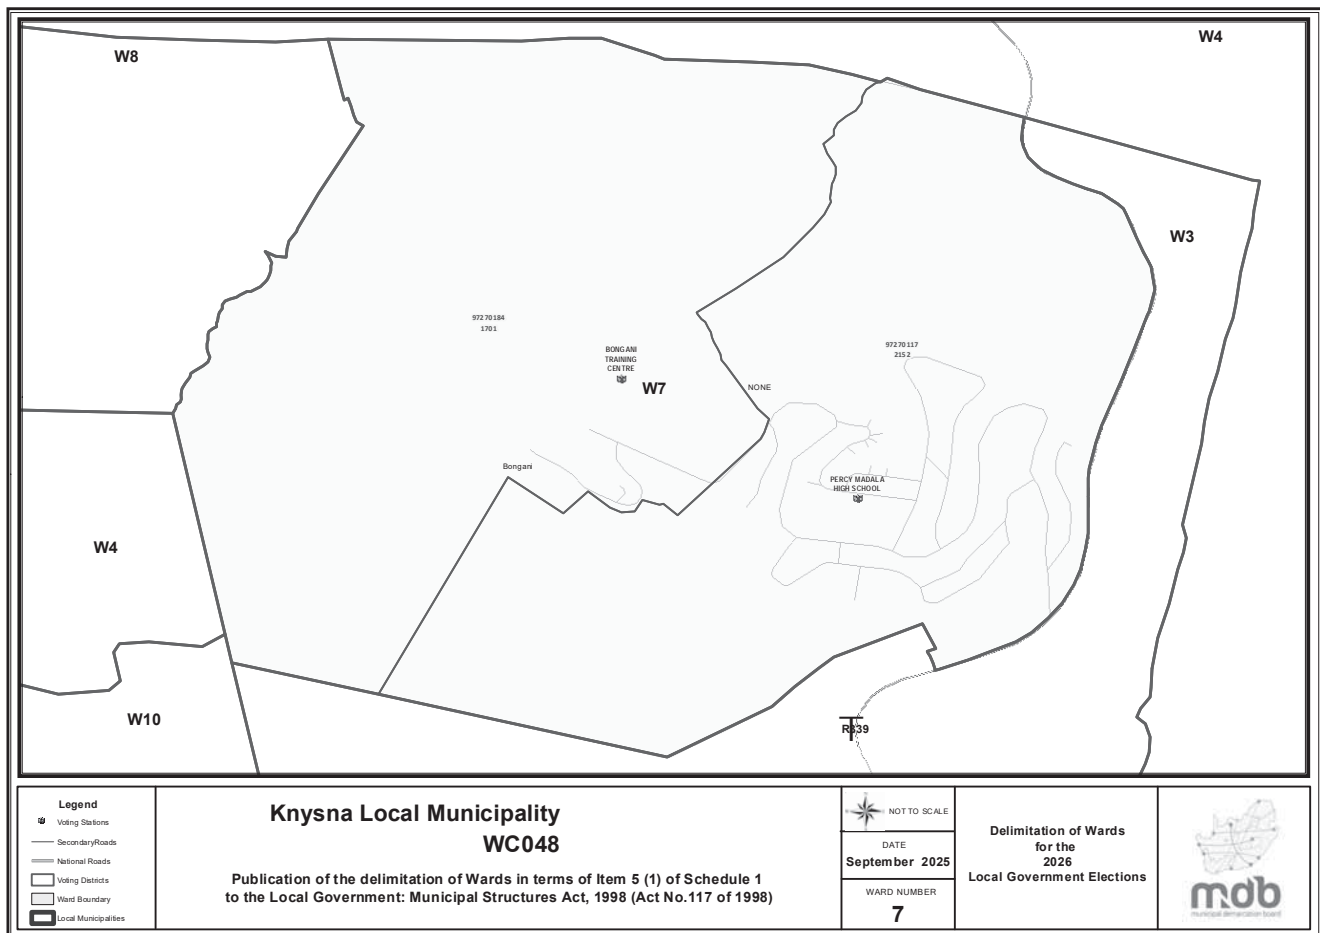 W8
W4
W3
97270184
1701
BONGANI
TRAINING
CENTRE
W7
97270117
2152
NONE
Bongani
PERCY MADALA
HIGH SCHOOL
W4
W10
R339
Legend
Voting Stations
SecondaryRoads
National Roads
Voting Districts
Ward Boundary
Local Municipalities
Knysna Local Municipality
WC048
Publication of the delimitation of Wards in terms of Item 5 (1) of Schedule 1
to the Local Government: Municipal Structures Act, 1998 (Act No.117 of 1998)
NOT TO SCALE
DATE
September 2025
WARD NUMBER
7
Delimitation of Wards
for the
2026
Local Government Elections
mdb
municipal demarcation board